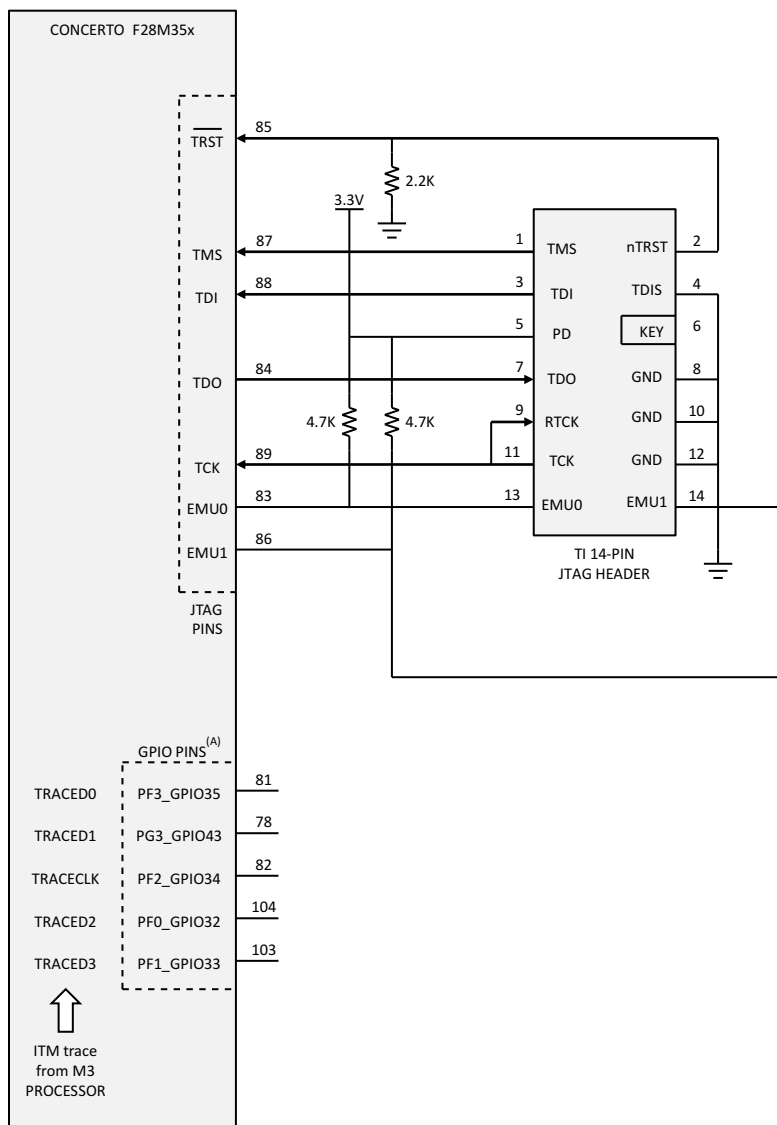 CONCERTO F28M35x
85
TRST
2.2K
3.3V
87
1
TMS
TMS
nTRST
2
88
3
TDI
TDI
TDIS
4
5
PD
KEY
6
84
7
TDO
TDO
GND
8
4.7K
4.7K
9
RTCK
GND
10
89
11
TCK
TCK
GND
12
83
13
EMU0
EMU0
EMU1
14
86
EMU1
TI 14-PIN
JTAG HEADER
JTAG
PINS
GPIO PINS(A)
TRACED0
PF3_GPIO35
81
TRACED1
PG3_GPIO43
78
TRACECLK
PF2_GPIO34
82
TRACED2
PF0_GPIO32
104
TRACED3
PF1_GPIO33
103
ITM trace
from M3
PROCESSOR